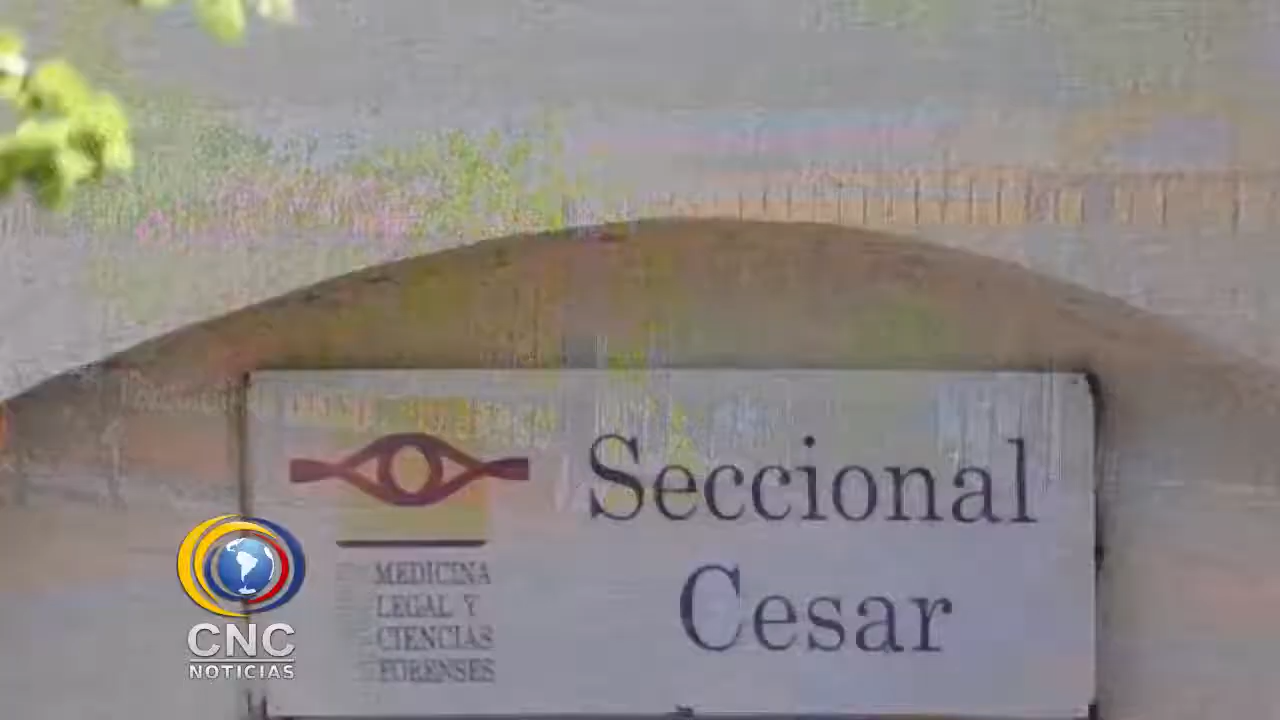 Seccional
Cesar
MEDICINA
LEGAL Y
CIENCIAS
FORENSES
CNC
NOTICIAS